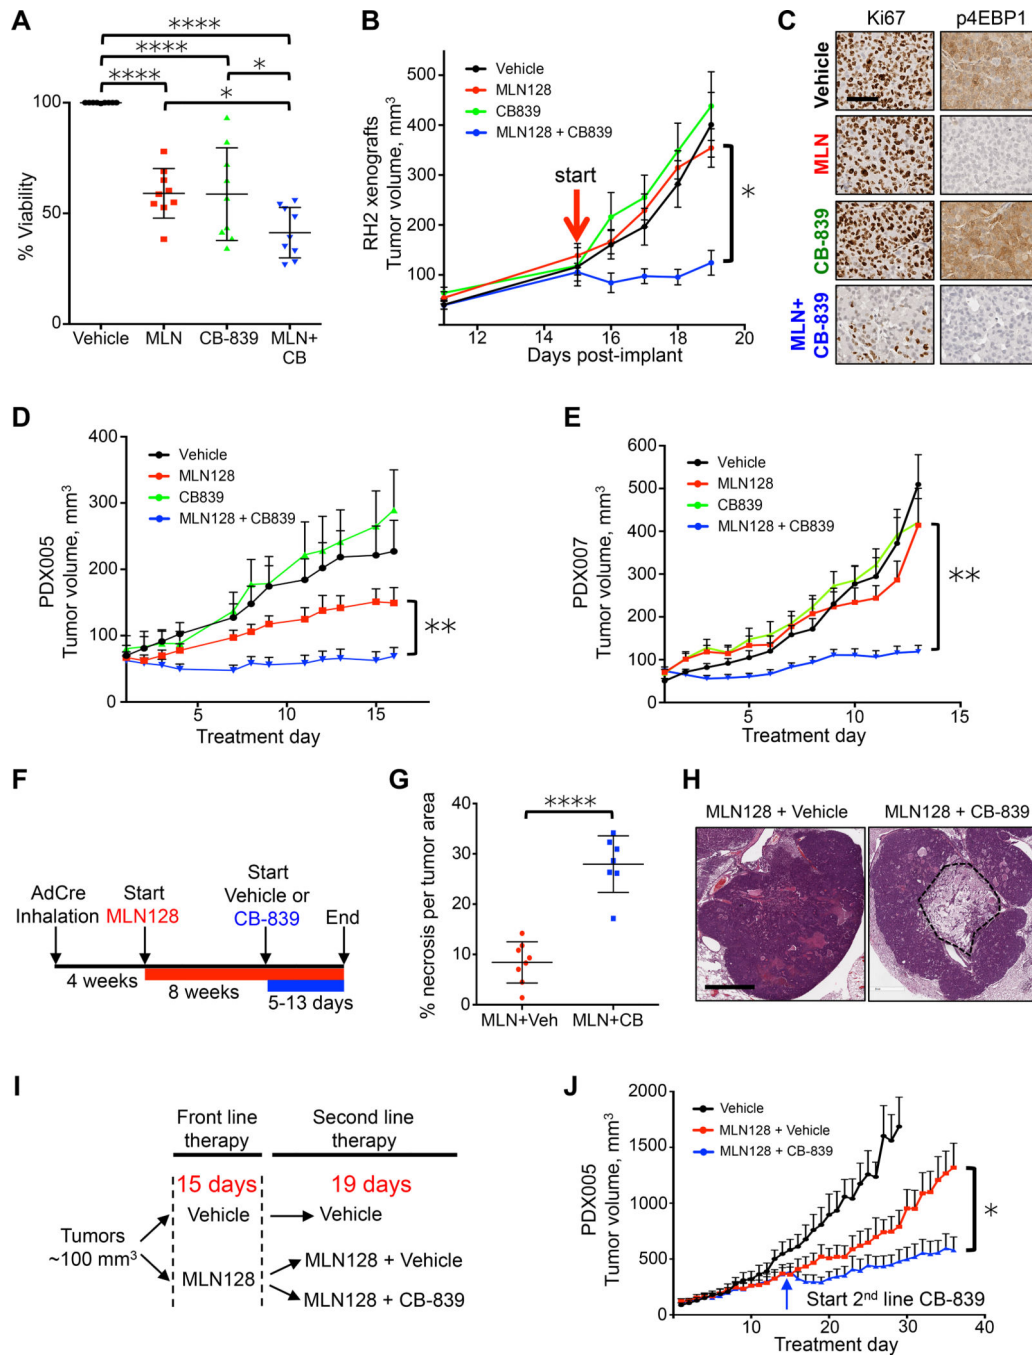 A
****
****
****
*
*
% Viability
100
50
0
Vehicle
MLN
CB-839
MLN+
CB
B
RH2 xenografts
Tumor volume, mm3
500
400
300
200
100
Vehicle
MLN128
CB839
MLN128 + CB839
start
*
12
14
16
18
20
Days post-implant
C
Ki67
p4EBP1
Vehicle
MLN
CB-839
MLN+
CB-839
D
PDX005
Tumor volume, mm3
400
300
200
100
0
Vehicle
MLN128
CB839
MLN128 + CB839
**
5
10
15
Treatment day
E
PDX007
Tumor volume, mm3
600
500
400
300
200
100
0
Vehicle
MLN128
CB839
MLN128 + CB839
**
5
10
15
Treatment day
F
AdCre
Inhalation
Start
MLN128
Start
Vehicle or
CB-839
End
4 weeks
8 weeks
5-13 days
G
% necrosis per tumor area
40
30
20
10
0
****
MLN+Veh
MLN+CB
H
MLN128 + Vehicle
MLN128 + CB-839
I
Front line
therapy
Second line
therapy
15 days
19 days
Tumors
~100 mm3
Vehicle
Vehicle
MLN128
MLN128 + Vehicle
MLN128 + CB-839
J
PDX005
Tumor volume, mm3
2000
1500
1000
500
0
Vehicle
MLN128 + Vehicle
MLN128 + CB-839
*
Start 2nd line CB-839
10
20
30
40
Treatment day